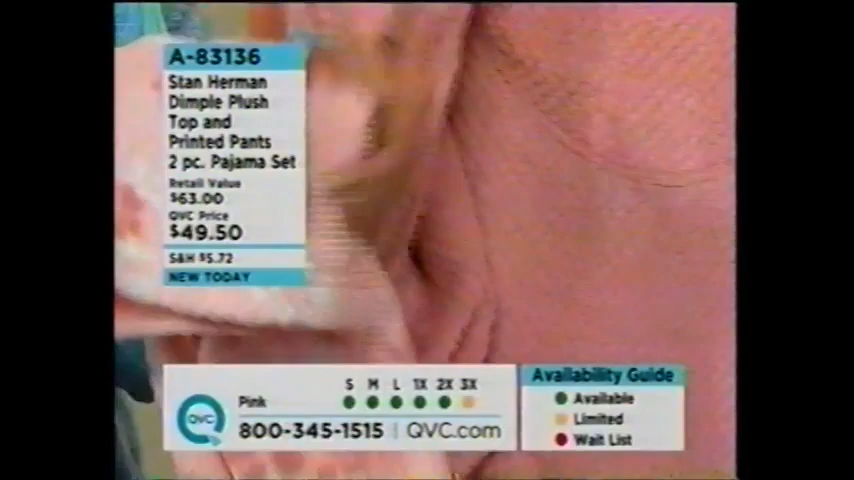 A-83136
Stan Herman
Dimple Plush
Top and
Printed Pants
2 pc. Pajama Set
Retail Value
$63.00
QVC Price
$49.50
S&H $5.72
NEW TODAY
S M L 1X 2X 3X
Pink
QVC
800-345-1515 | QVC.com
Availability Guide
Available
Limited
Wait List